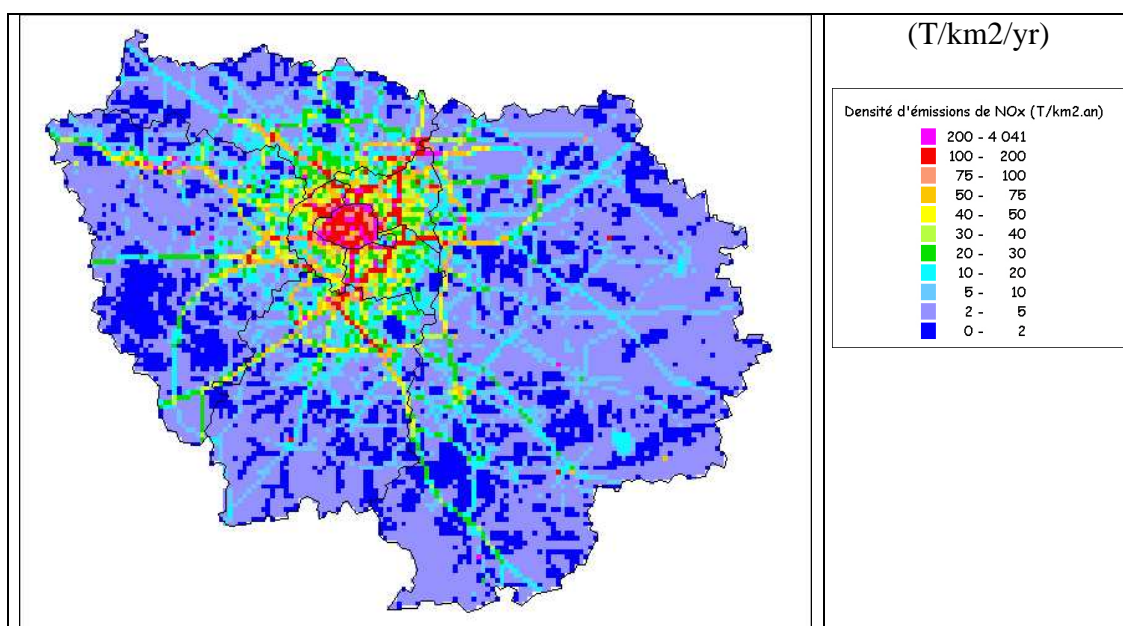 (T/km2/yr)
Densité d'émissions de NOx (T/km2.an)
200 - 4 041
100 - 200
75 - 100
50 - 75
40 - 50
30 - 40
20 - 30
10 - 20
5 - 10
2 - 5
0 - 2